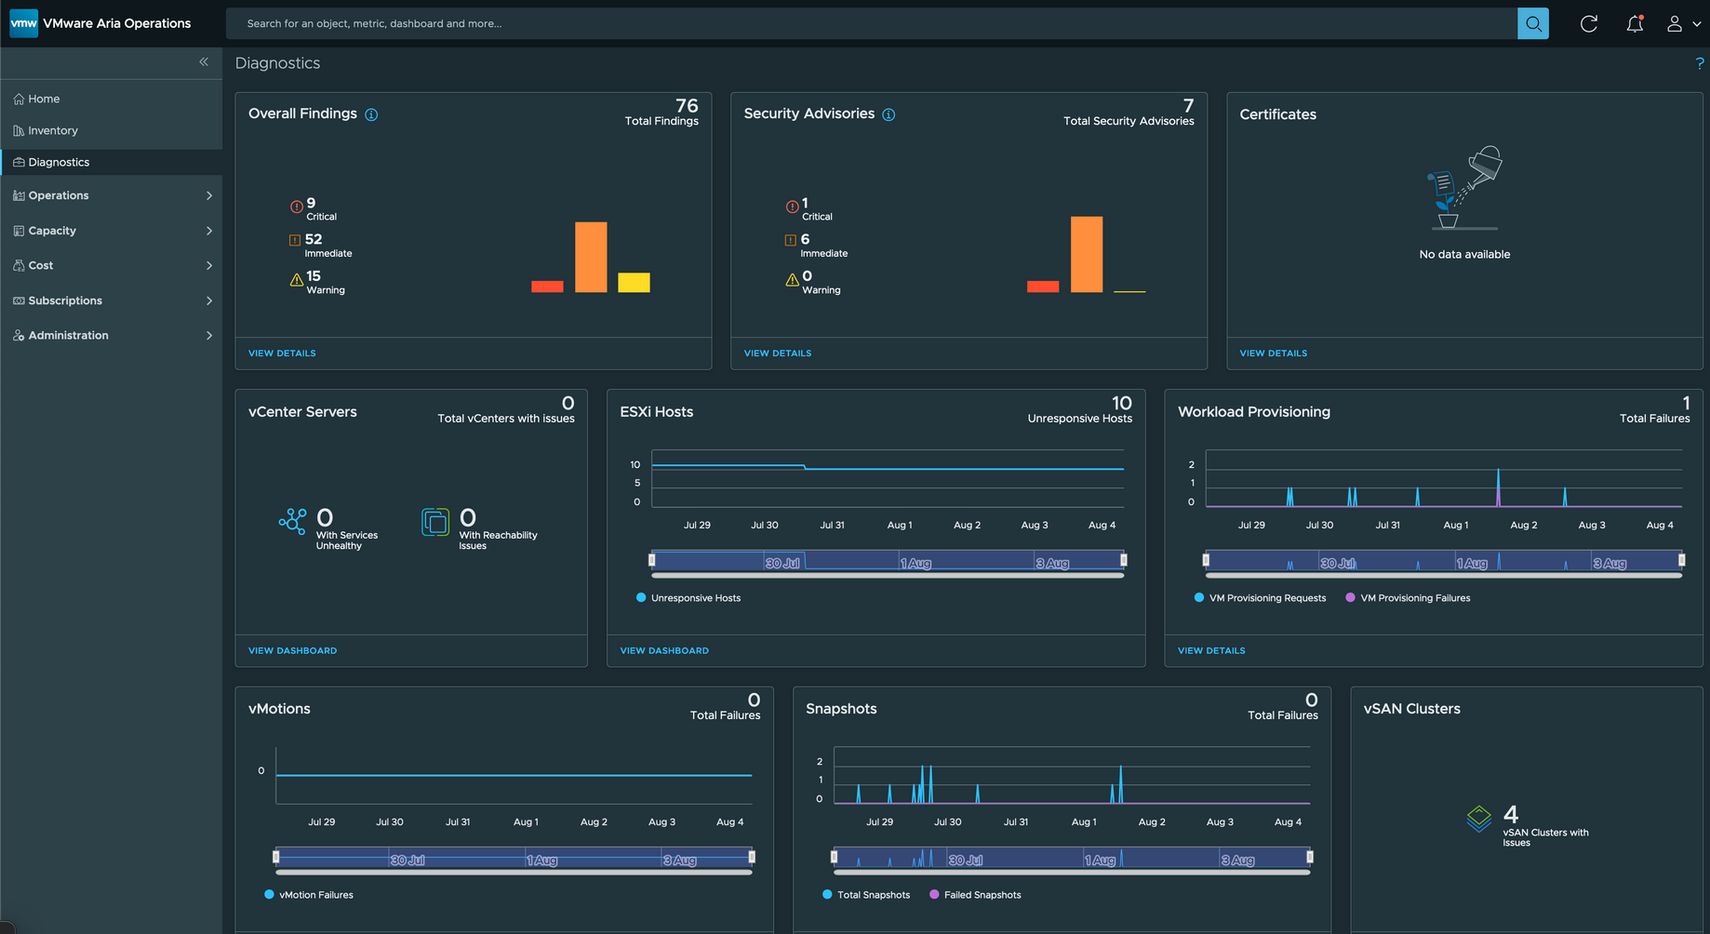 vmw VMware Aria Operations
Search for an object, metric, dashboard and more...
Diagnostics
?
Home
Inventory
Diagnostics
Operations
Capacity
Cost
Subscriptions
Administration
Overall Findings
76
Total Findings
9
Critical
52
Immediate
15
Warning
VIEW DETAILS
Security Advisories
7
Total Security Advisories
1
Critical
6
Immediate
0
Warning
VIEW DETAILS
Certificates
No data available
VIEW DETAILS
vCenter Servers
0
Total vCenters with issues
0
With Services
Unhealthy
0
With Reachability
Issues
VIEW DASHBOARD
ESXi Hosts
10
Unresponsive Hosts
10
5
0
Jul 29 Jul 30 Jul 31 Aug 1 Aug 2 Aug 3 Aug 4
30 Jul 1 Aug 3 Aug
Unresponsive Hosts
VIEW DASHBOARD
Workload Provisioning
1
Total Failures
2
1
0
Jul 29 Jul 30 Jul 31 Aug 1 Aug 2 Aug 3 Aug 4
30 Jul 1 Aug 3 Aug
VM Provisioning Requests VM Provisioning Failures
VIEW DETAILS
vMotions
0
Total Failures
0
Jul 29 Jul 30 Jul 31 Aug 1 Aug 2 Aug 3 Aug 4
30 Jul 1 Aug 3 Aug
vMotion Failures
Snapshots
0
Total Failures
2
1
0
Jul 29 Jul 30 Jul 31 Aug 1 Aug 2 Aug 3 Aug 4
30 Jul 1 Aug 3 Aug
Total Snapshots Failed Snapshots
vSAN Clusters
4
vSAN Clusters with
Issues